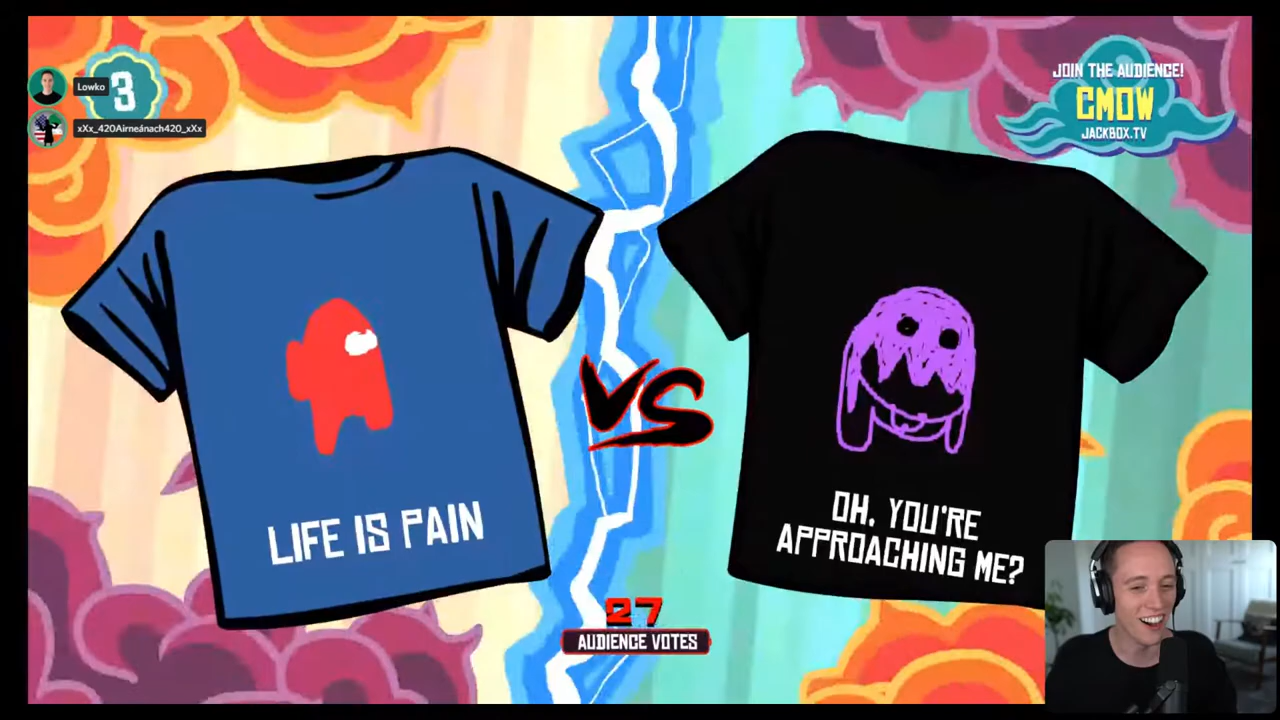 Lowko
3
xXx_420Airneánach420_xXx
JOIN THE AUDIENCE!
CMOW
JACKBOX.TV
VS
LIFE IS PAIN
OH, YOU'RE
APPROACHING ME?
27
AUDIENCE VOTES